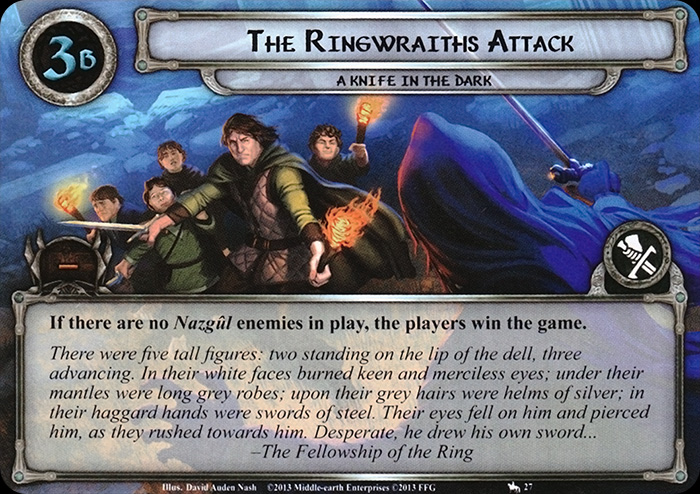 3B
THE RINGWRAITHS ATTACK
A KNIFE IN THE DARK
–
If there are no Nazgûl enemies in play, the players win the game.
There were five tall figures: two standing on the lip of the dell, three
advancing. In their white faces burned keen and merciless eyes; under their
mantles were long grey robes; upon their grey hairs were helms of silver; in
their haggard hands were swords of steel. Their eyes fell on him and pierced
him, as they rushed towards him. Desperate, he drew his own sword...
–The Fellowship of the Ring
Illus. David Auden Nash ©2013 Middle-earth Enterprises ©2013 FFG 27